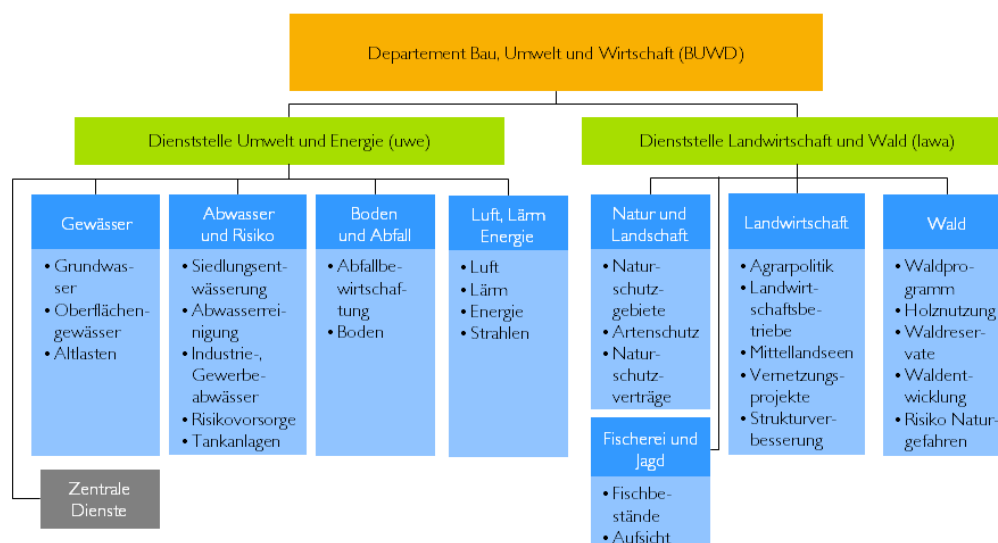 Departement Bau, Umwelt und Wirtschaft (BUWD)
Dienststelle Umwelt und Energie (uwe)
Dienststelle Landwirtschaft und Wald (lawa)
Gewässer
• Grundwas-
ser
• Oberflächen-
gewässer
• Altlasten
Abwasser
und Risiko
• Siedlungsent-
wässerung
• Abwasserrei-
nigung
• Industrie-,
Gewerbe-
abwässer
• Risikovorsorge
• Tankanlagen
Boden
und Abfall
• Abfallbe-
wirtschaf-
tung
• Boden
Luft, Lärm
Energie
• Luft
• Lärm
• Energie
• Strahlen
Natur und
Landschaft
• Natur-
schutz-
gebiete
• Artenschutz
• Natur-
schutz-
verträge
Landwirtschaft
• Agrarpolitik
• Landwirt-
schaftsbe-
triebe
• Mittellandseen
• Vernetzungs-
projekte
• Strukturver-
besserung
Wald
• Waldpro-
gramm
• Holznutzung
• Waldreser-
vate
• Waldent-
wicklung
• Risiko Natur-
gefahren
Zentrale
Dienste
Fischerei und
Jagd
• Fischbe-
stände
• Aufsicht